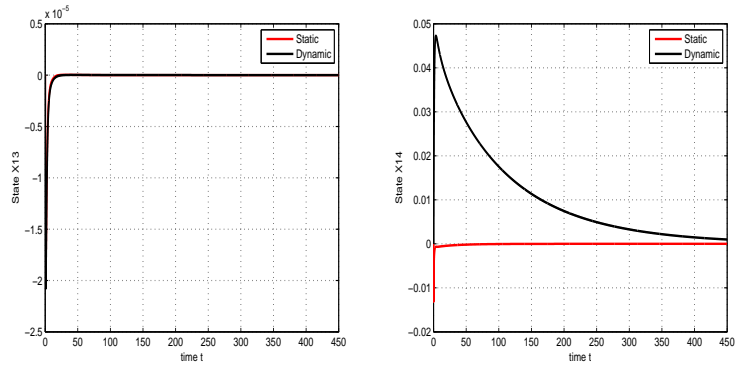 x 10⁻⁵
0.5
0
−0.5
−1
−1.5
−2
−2.5
State X13
0 50 100 150 200 250 300 350 400 450
time t
Static
Dynamic
0.05
0.04
0.03
0.02
0.01
0
−0.01
−0.02
State X14
0 50 100 150 200 250 300 350 400 450
time t
Static
Dynamic